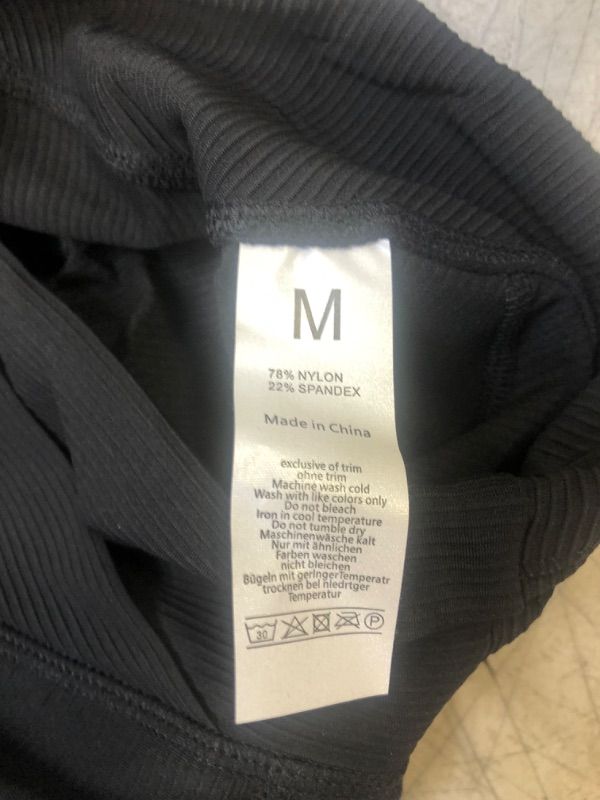 M
78% NYLON
22% SPANDEX
Made in China
exclusive of trim
ohne trim
Machine wash cold
Wash with like colors only
Do not bleach
Iron in cool temperature
Do not tumble dry
Maschinenwäsche kalt
Nur mit ähnlichen
Farben waschen
nicht bleichen
Bügeln mit geringerTemperatr
trocknen bei niedrtger
Temperatur
30 P